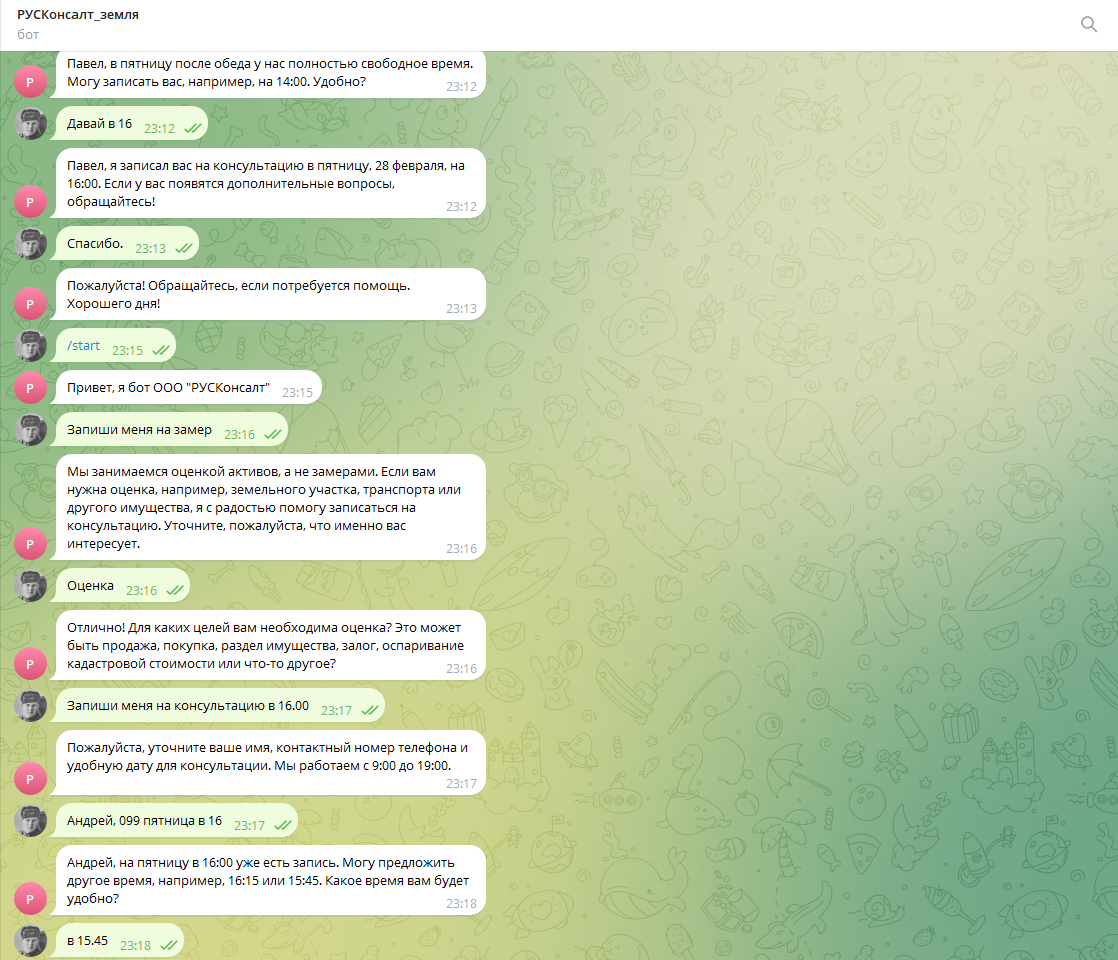 РУСКонсалт_земля
бот
Павел, в пятницу после обеда у нас полностью свободное время.
Могу записать вас, например, на 14:00. Удобно?
23:12
Давай в 16 23:12
Павел, я записал вас на консультацию в пятницу, 28 февраля, на
16:00. Если у вас появятся дополнительные вопросы,
обращайтесь!
23:12
Спасибо. 23:13
Пожалуйста! Обращайтесь, если потребуется помощь.
Хорошего дня!
23:13
/start 23:15
Привет, я бот ООО "РУСКонсалт" 23:15
Запиши меня на замер 23:16
Мы занимаемся оценкой активов, а не замерами. Если вам
нужна оценка, например, земельного участка, транспорта или
другого имущества, я с радостью помогу записаться на
консультацию. Уточните, пожалуйста, что именно вас
интересует.
23:16
Оценка 23:16
Отлично! Для каких целей вам необходима оценка? Это может
быть продажа, покупка, раздел имущества, залог, оспаривание
кадастровой стоимости или что-то другое?
23:16
Запиши меня на консультацию в 16.00 23:17
Пожалуйста, уточните ваше имя, контактный номер телефона и
удобную дату для консультации. Мы работаем с 9:00 до 19:00.
23:17
Андрей, 099 пятница в 16 23:17
Андрей, на пятницу в 16:00 уже есть запись. Могу предложить
другое время, например, 16:15 или 15:45. Какое время вам будет
удобно?
23:18
в 15.45 23:18
Р
Р
Р
Р
Р
Р
Р
Р